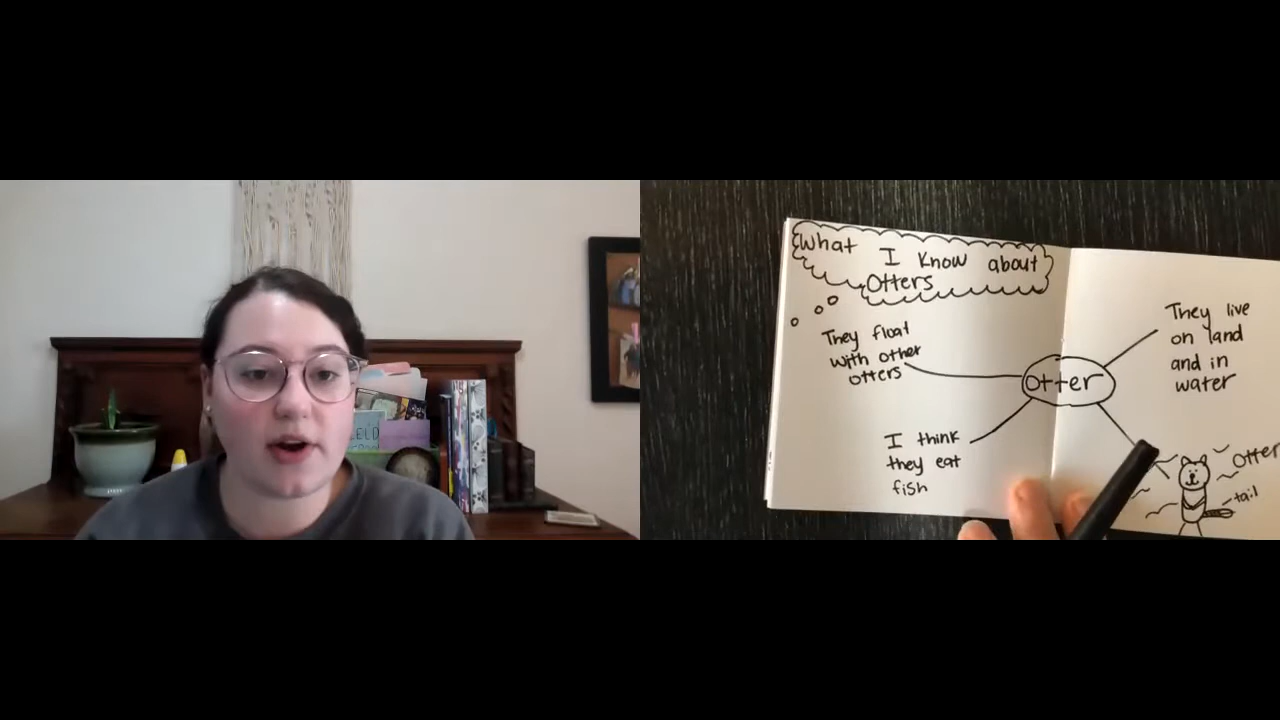 What I Know about
Otters
They float
with other
otters
I think
they eat
fish
Otter
They live
on land
and in
water
Otter
tail